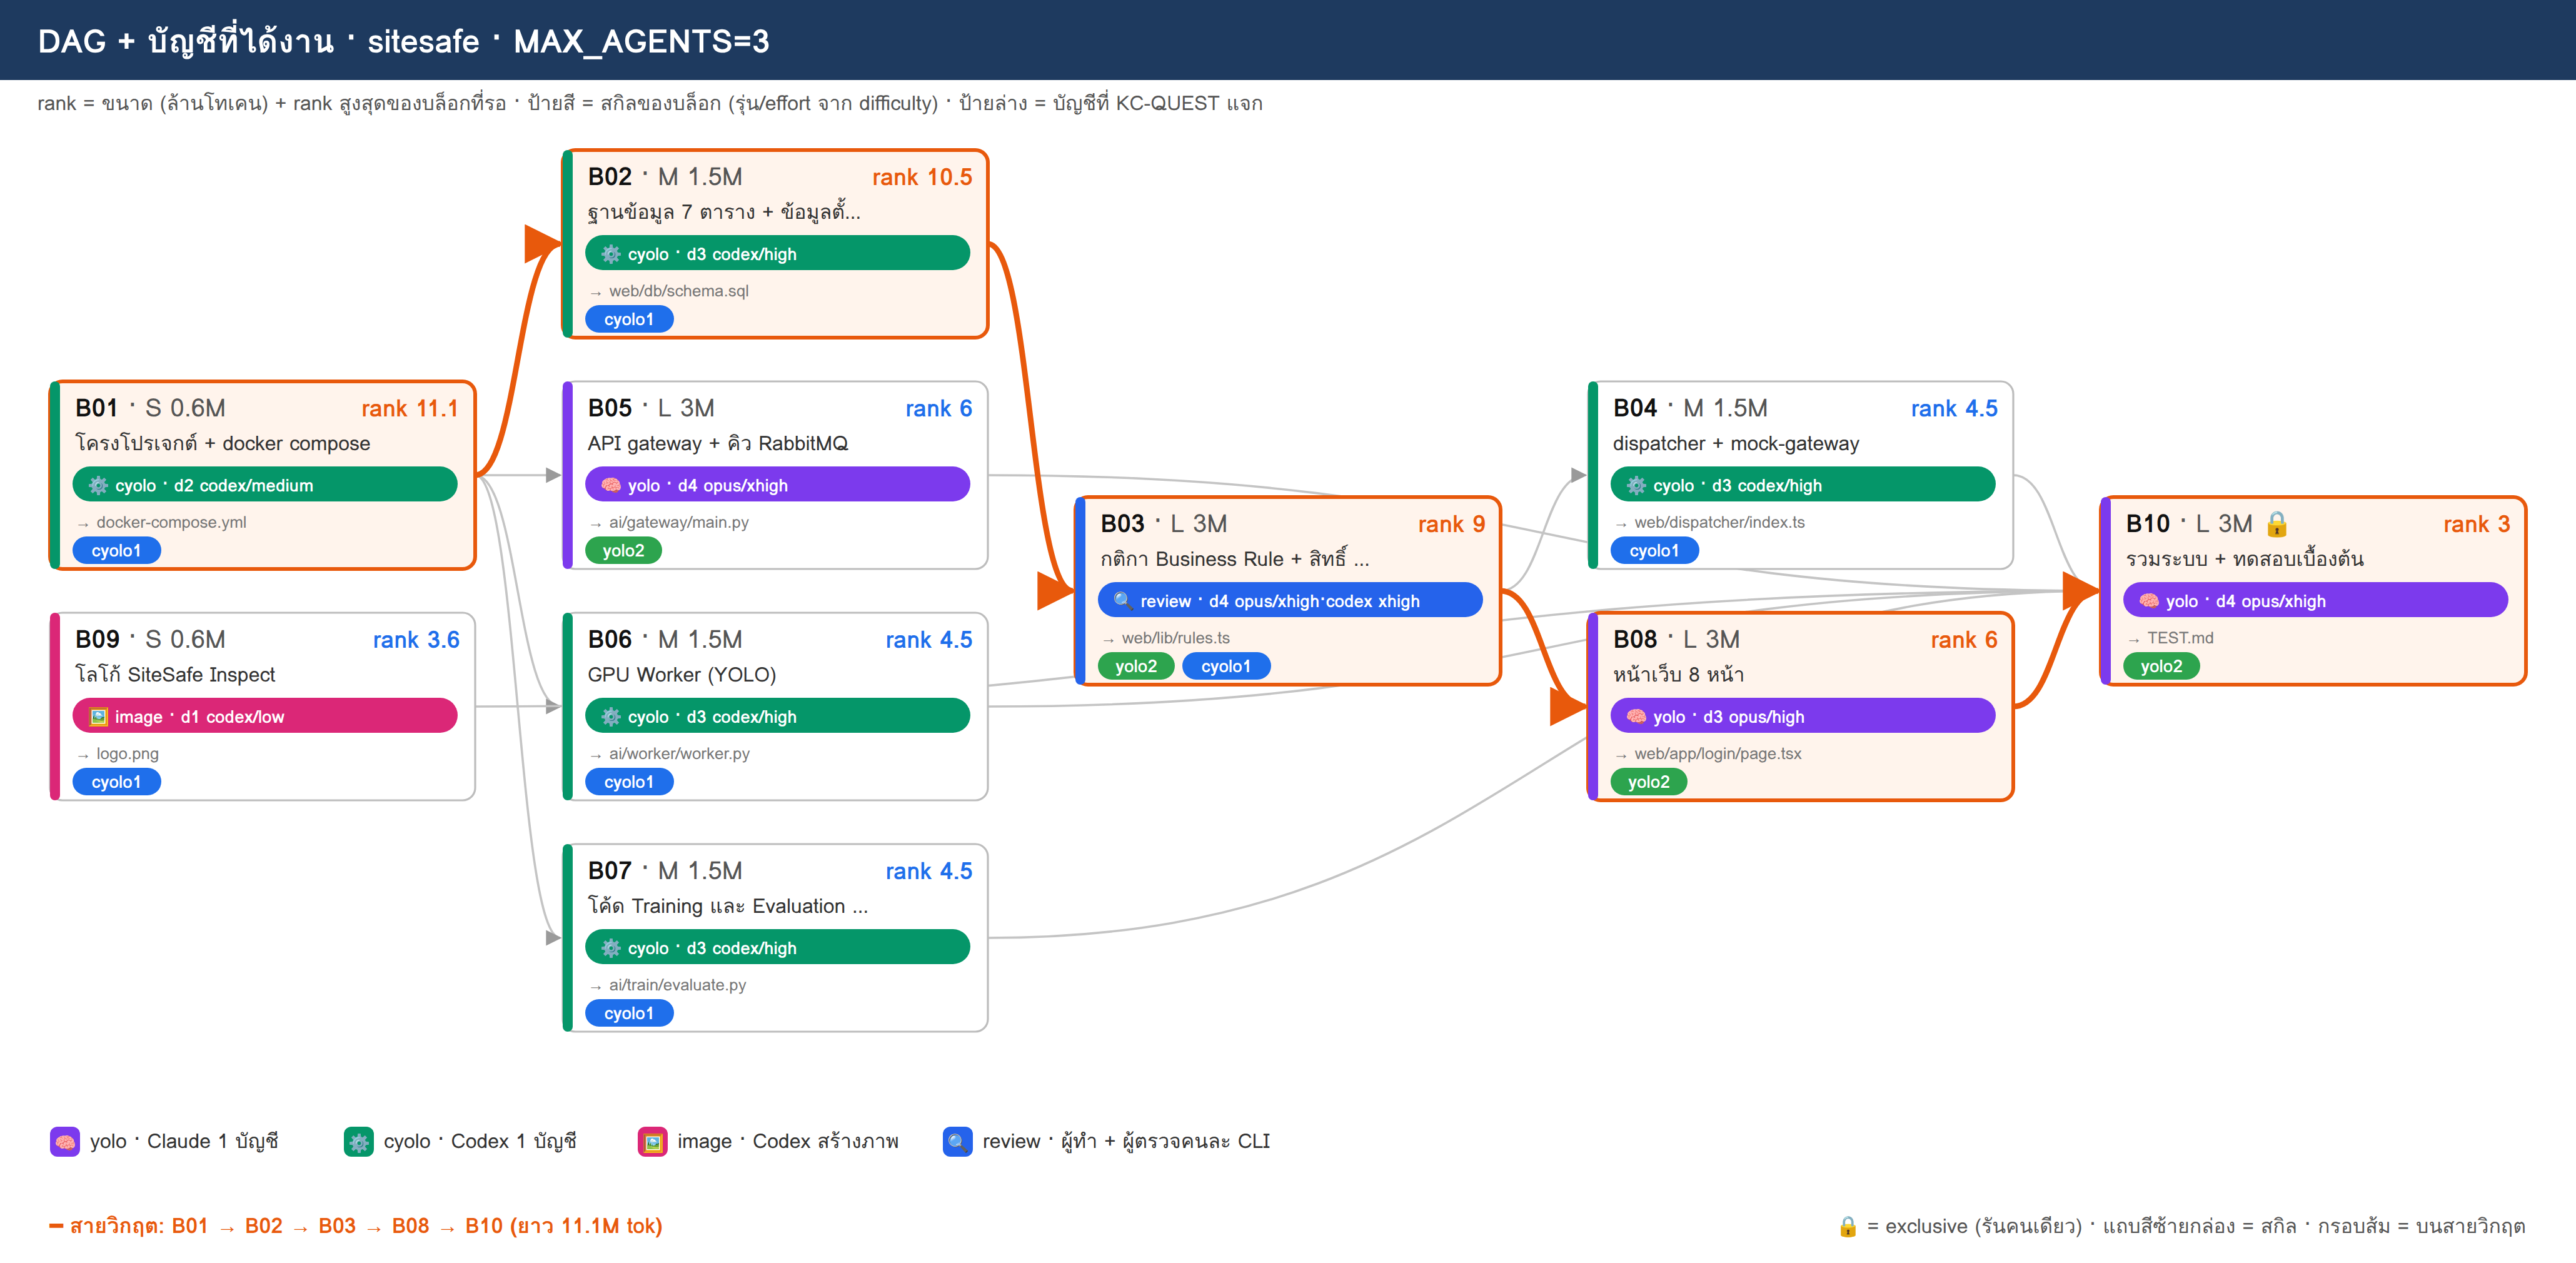 DAG + บัญชีที่ได้งาน · sitesafe · MAX_AGENTS=3
rank = ขนาด (ล้านโทเคน) + rank สูงสุดของบล็อกที่รอ · ป้ายสี = สกิลของบล็อก (รุ่น/effort จาก difficulty) · ป้ายล่าง = บัญชีที่ KC-QUEST แจก
B02 · M 1.5M rank 10.5
ฐานข้อมูล 7 ตาราง + ข้อมูลตั้...
⚙️ cyolo · d3 codex/high
→ web/db/schema.sql
cyolo1
B01 · S 0.6M rank 11.1
โครงโปรเจกต์ + docker compose
⚙️ cyolo · d2 codex/medium
→ docker-compose.yml
cyolo1
B05 · L 3M rank 6
API gateway + คิว RabbitMQ
🧠 yolo · d4 opus/xhigh
→ ai/gateway/main.py
yolo2
B04 · M 1.5M rank 4.5
dispatcher + mock-gateway
⚙️ cyolo · d3 codex/high
→ web/dispatcher/index.ts
cyolo1
B03 · L 3M rank 9
กติกา Business Rule + สิทธิ์ ...
🔍 review · d4 opus/xhigh·codex xhigh
→ web/lib/rules.ts
yolo2 cyolo1
B10 · L 3M 🔒 rank 3
รวมระบบ + ทดสอบเบื้องต้น
🧠 yolo · d4 opus/xhigh
→ TEST.md
yolo2
B09 · S 0.6M rank 3.6
โลโก้ SiteSafe Inspect
🖼️ image · d1 codex/low
→ logo.png
cyolo1
B06 · M 1.5M rank 4.5
GPU Worker (YOLO)
⚙️ cyolo · d3 codex/high
→ ai/worker/worker.py
cyolo1
B08 · L 3M rank 6
หน้าเว็บ 8 หน้า
🧠 yolo · d3 opus/high
→ web/app/login/page.tsx
yolo2
B07 · M 1.5M rank 4.5
โค้ด Training และ Evaluation ...
⚙️ cyolo · d3 codex/high
→ ai/train/evaluate.py
cyolo1
🧠 yolo · Claude 1 บัญชี
⚙️ cyolo · Codex 1 บัญชี
🖼️ image · Codex สร้างภาพ
🔍 review · ผู้ทำ + ผู้ตรวจคนละ CLI
━ สายวิกฤต: B01 → B02 → B03 → B08 → B10 (ยาว 11.1M tok)
🔒 = exclusive (รันคนเดียว) · แถบสีซ้ายกล่อง = สกิล · กรอบส้ม = บนสายวิกฤต